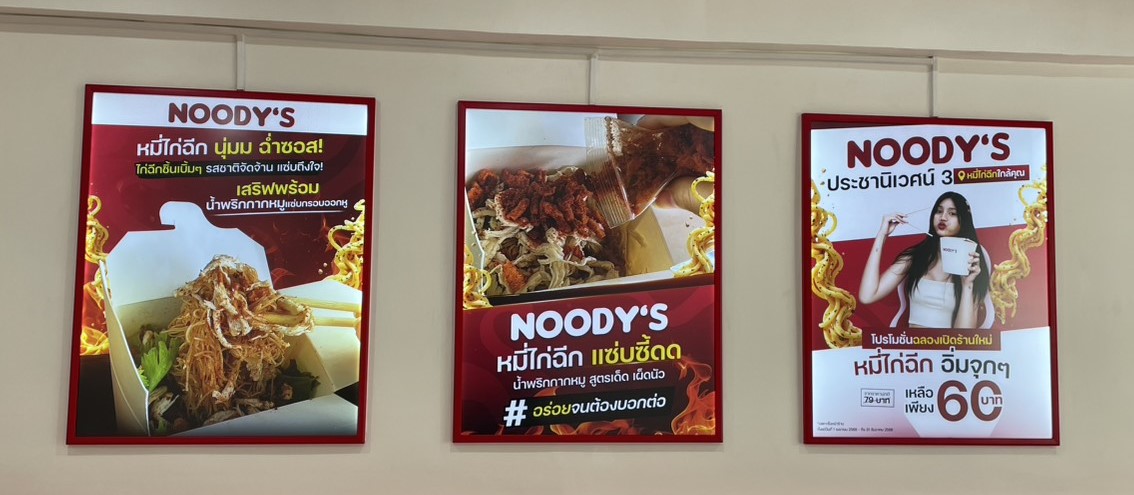 NOODY'S
หมี่ไก่ฉีก นุ่มม ฉ่ำซอส!
ไก่ฉีกชิ้นเบิ้มๆ รสชาติจัดจ้าน แซ่บถึงใจ!
เสริฟพร้อม
น้ำพริกกากหมูแซ่บกรอบออกหู
NOODY'S
หมี่ไก่ฉีก แซ่บซี้ดด
น้ำพริกกากหมู สูตรเด็ด เผ็ดนัว
# อร่อยจนต้องบอกต่อ
NOODY'S
ประชานิเวศน์ 3 หมี่ไก่ฉีกใกล้คุณ
NOODY'S
โปรโมชั่นฉลองเปิดร้านใหม่
หมี่ไก่ฉีก อิ่มจุกๆ
79 บาท
เหลือ
เพียง 60 บาท